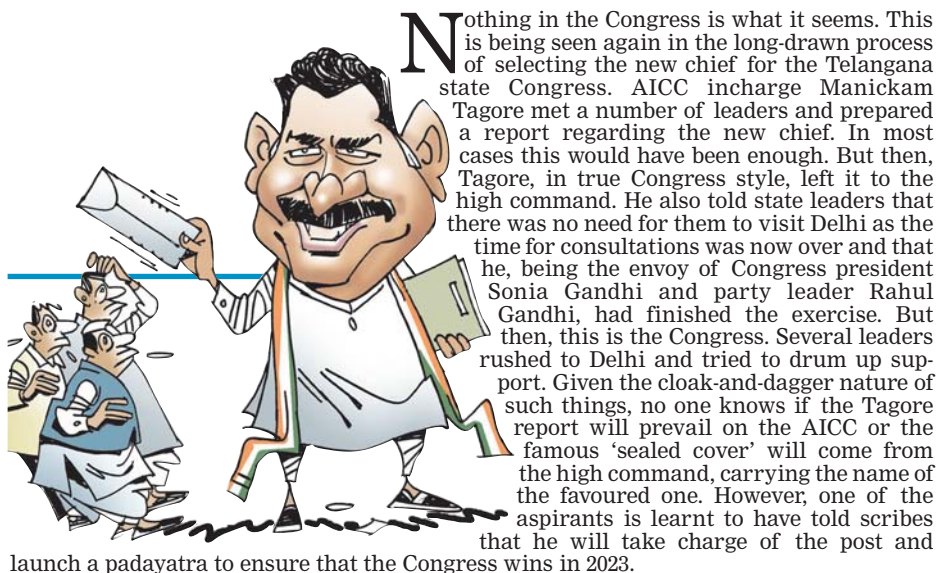 Nothing in the Congress is what it seems. This
is being seen again in the long-drawn process
of selecting the new chief for the Telangana
state Congress. AICC incharge Manickam
Tagore met a number of leaders and prepared
a report regarding the new chief. In most
cases this would have been enough. But then,
Tagore, in true Congress style, left it to the
high command. He also told state leaders that
there was no need for them to visit Delhi as the
time for consultations was now over and that
he, being the envoy of Congress president
Sonia Gandhi and party leader Rahul
Gandhi, had finished the exercise. But
then, this is the Congress. Several leaders
rushed to Delhi and tried to drum up sup-
port. Given the cloak-and-dagger nature of
such things, no one knows if the Tagore
report will prevail on the AICC or the
famous ‘sealed cover’ will come from
the high command, carrying the name of
the favoured one. However, one of the
aspirants is learnt to have told scribes
that he will take charge of the post and
launch a padayatra to ensure that the Congress wins in 2023.